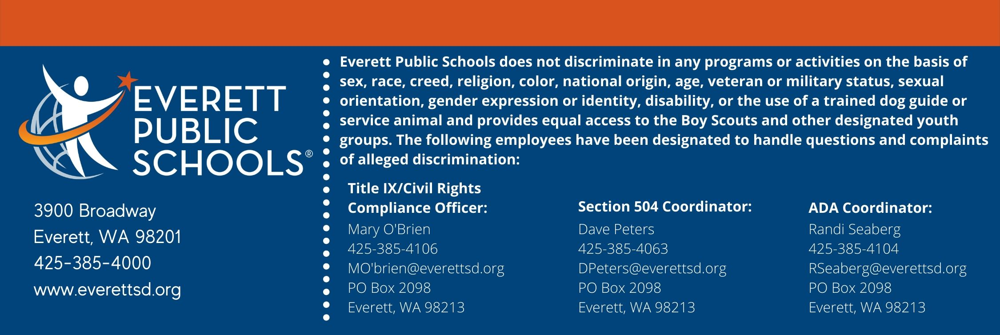 EVERETT
PUBLIC
SCHOOLS®
3900 Broadway
Everett, WA 98201
425-385-4000
www.everettsd.org
Everett Public Schools does not discriminate in any programs or activities on the basis of
sex, race, creed, religion, color, national origin, age, veteran or military status, sexual
orientation, gender expression or identity, disability, or the use of a trained dog guide or
service animal and provides equal access to the Boy Scouts and other designated youth
groups. The following employees have been designated to handle questions and complaints
of alleged discrimination:
Title IX/Civil Rights
Compliance Officer:
Mary O'Brien
425-385-4106
MO'brien@everettsd.org
PO Box 2098
Everett, WA 98213
Section 504 Coordinator:
Dave Peters
425-385-4063
DPeters@everettsd.org
PO Box 2098
Everett, WA 98213
ADA Coordinator:
Randi Seaberg
425-385-4104
RSeaberg@everettsd.org
PO Box 2098
Everett, WA 98213